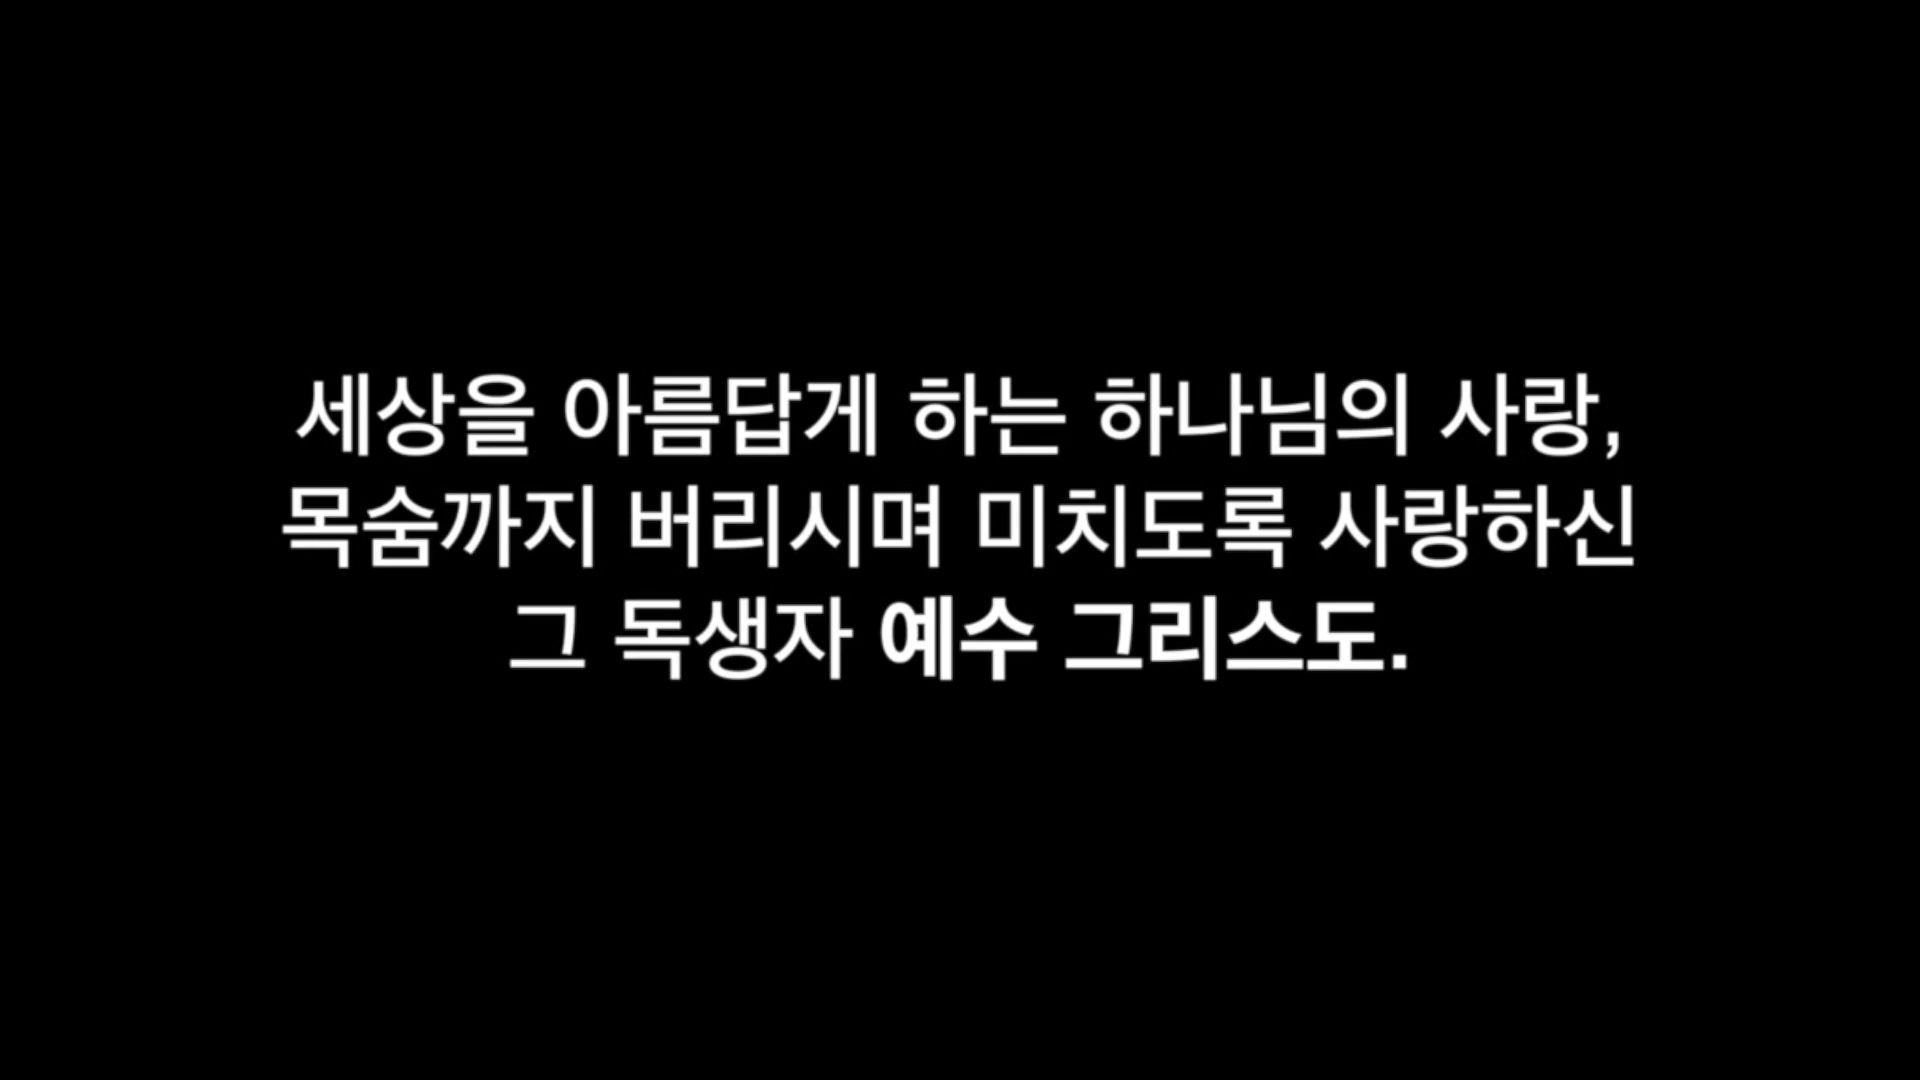 세상을 아름답게 하는 하나님의 사랑,
목숨까지 버리시며 미치도록 사랑하신
그 독생자 예수 그리스도.